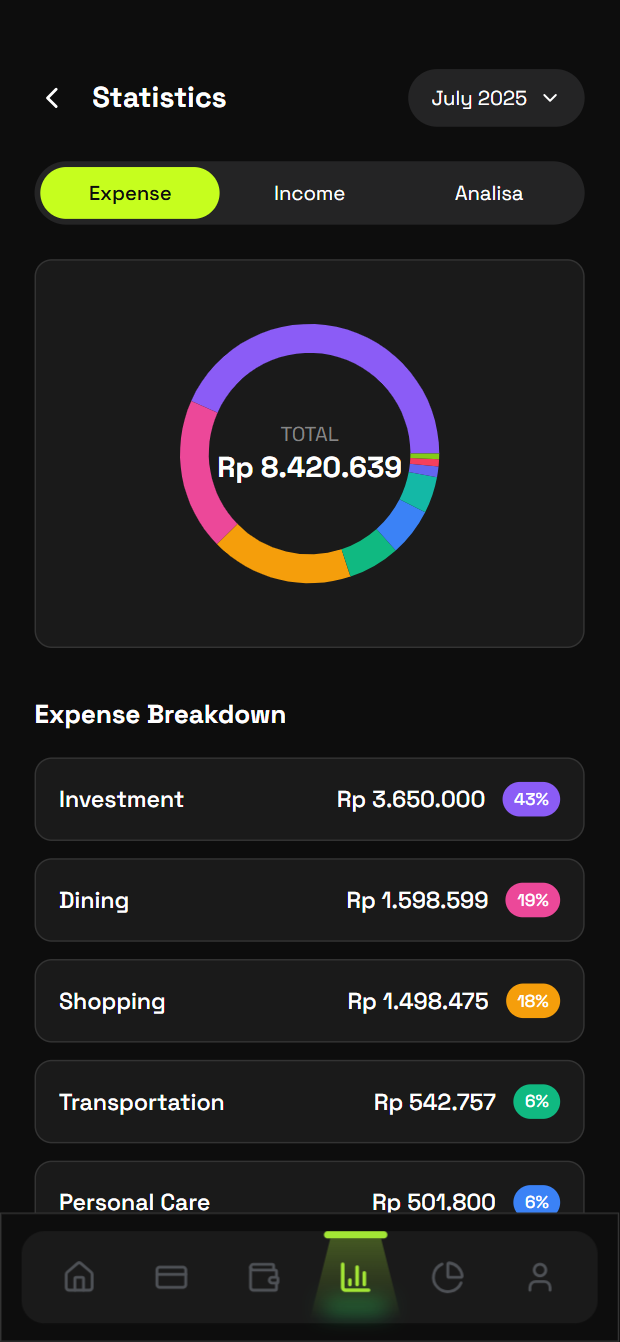 Statistics
July 2025
Expense Income Analisa
TOTAL
Rp 8.420.639
Expense Breakdown
Investment Rp 3.650.000 43%
Dining Rp 1.598.599 19%
Shopping Rp 1.498.475 18%
Transportation Rp 542.757 6%
Personal Care Rp 501.800 6%